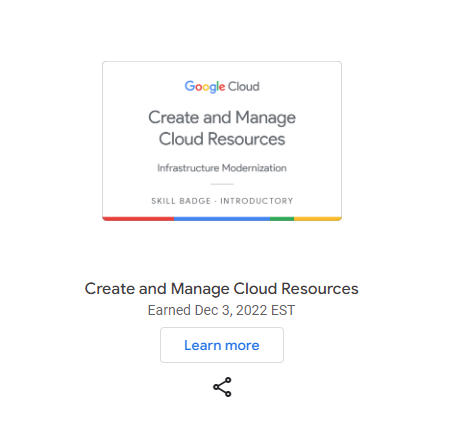 Google Cloud
Create and Manage
Cloud Resources
Infrastructure Modernization
SKILL BADGE · INTRODUCTORY
Create and Manage Cloud Resources
Earned Dec 3, 2022 EST
Learn more